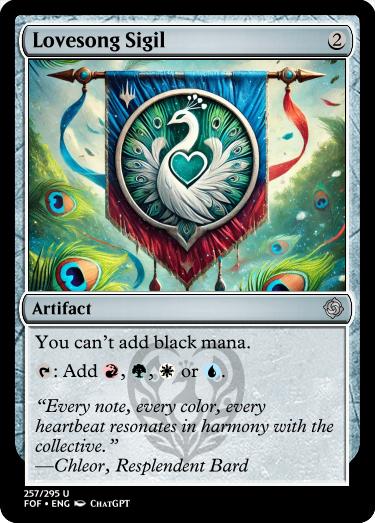 Lovesong Sigil 2
Artifact
You can't add black mana.
: Add , , or .
“Every note, every color, every
heartbeat resonates in harmony with the
collective.”
—Chleor, Resplendent Bard
257/295 U
FOF • ENG ChatGPT